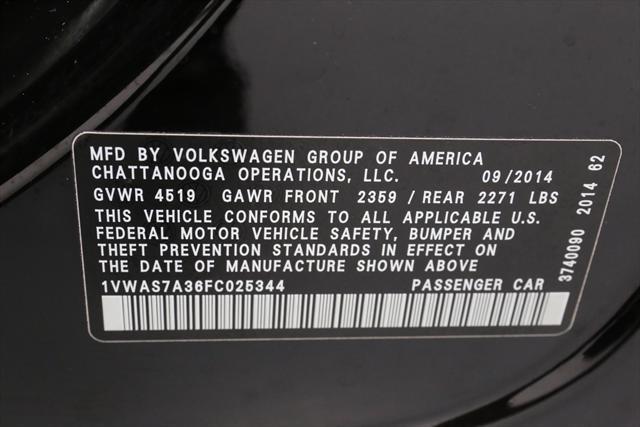 MFD BY VOLKSWAGEN GROUP OF AMERICA
CHATTANOOGA OPERATIONS, LLC. 09/2014
GVWR 4519 GAWR FRONT 2359 / REAR 2271 LBS
THIS VEHICLE CONFORMS TO ALL APPLICABLE U.S.
FEDERAL MOTOR VEHICLE SAFETY, BUMPER AND
THEFT PREVENTION STANDARDS IN EFFECT ON
THE DATE OF MANUFACTURE SHOWN ABOVE
1VWAS7A36FC025344 PASSENGER CAR
3740090 2014 62